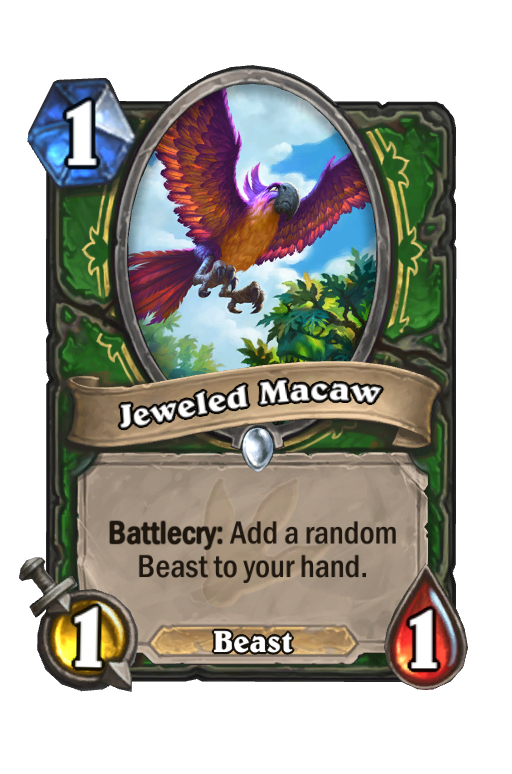 1
Jeweled Macaw
Battlecry: Add a random
Beast to your hand.
1
Beast
1